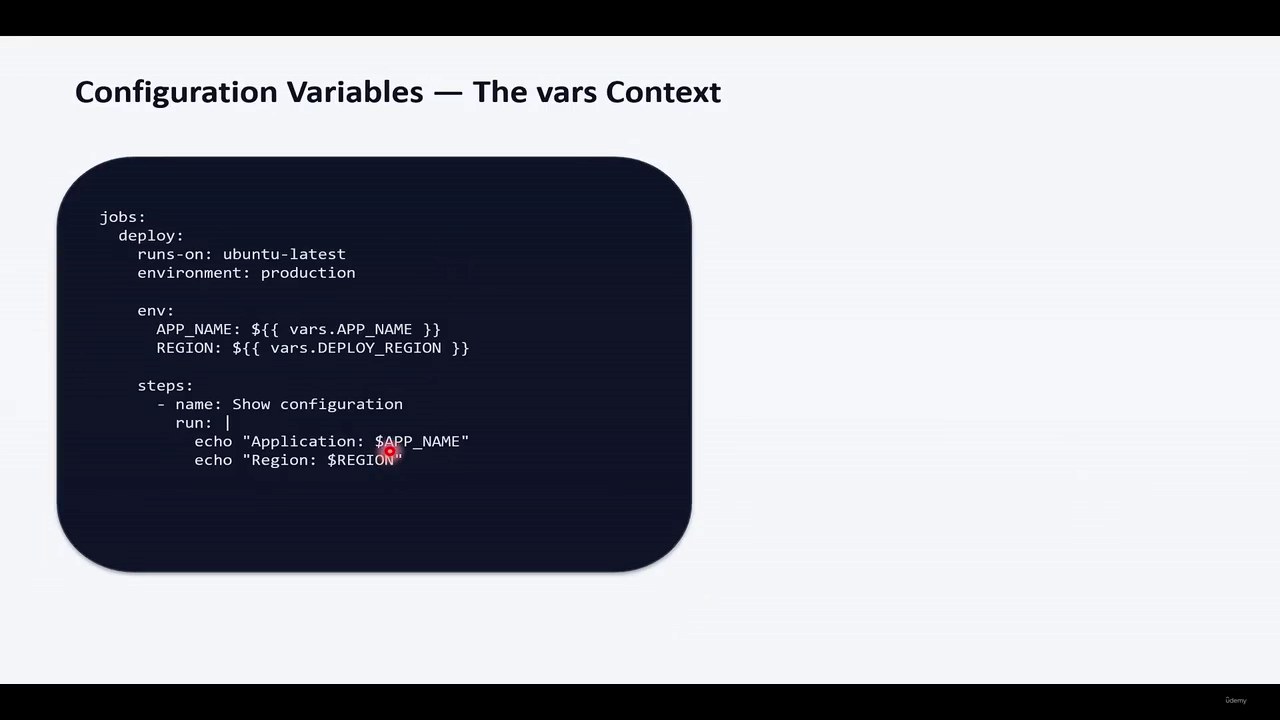 Configuration Variables — The vars Context
jobs:
  deploy:
    runs-on: ubuntu-latest
    environment: production
    env:
      APP_NAME: ${{ vars.APP_NAME }}
      REGION: ${{ vars.DEPLOY_REGION }}
    steps:
      - name: Show configuration
        run: |
          echo "Application: $APP_NAME"
          echo "Region: $REGION"
ûdemy